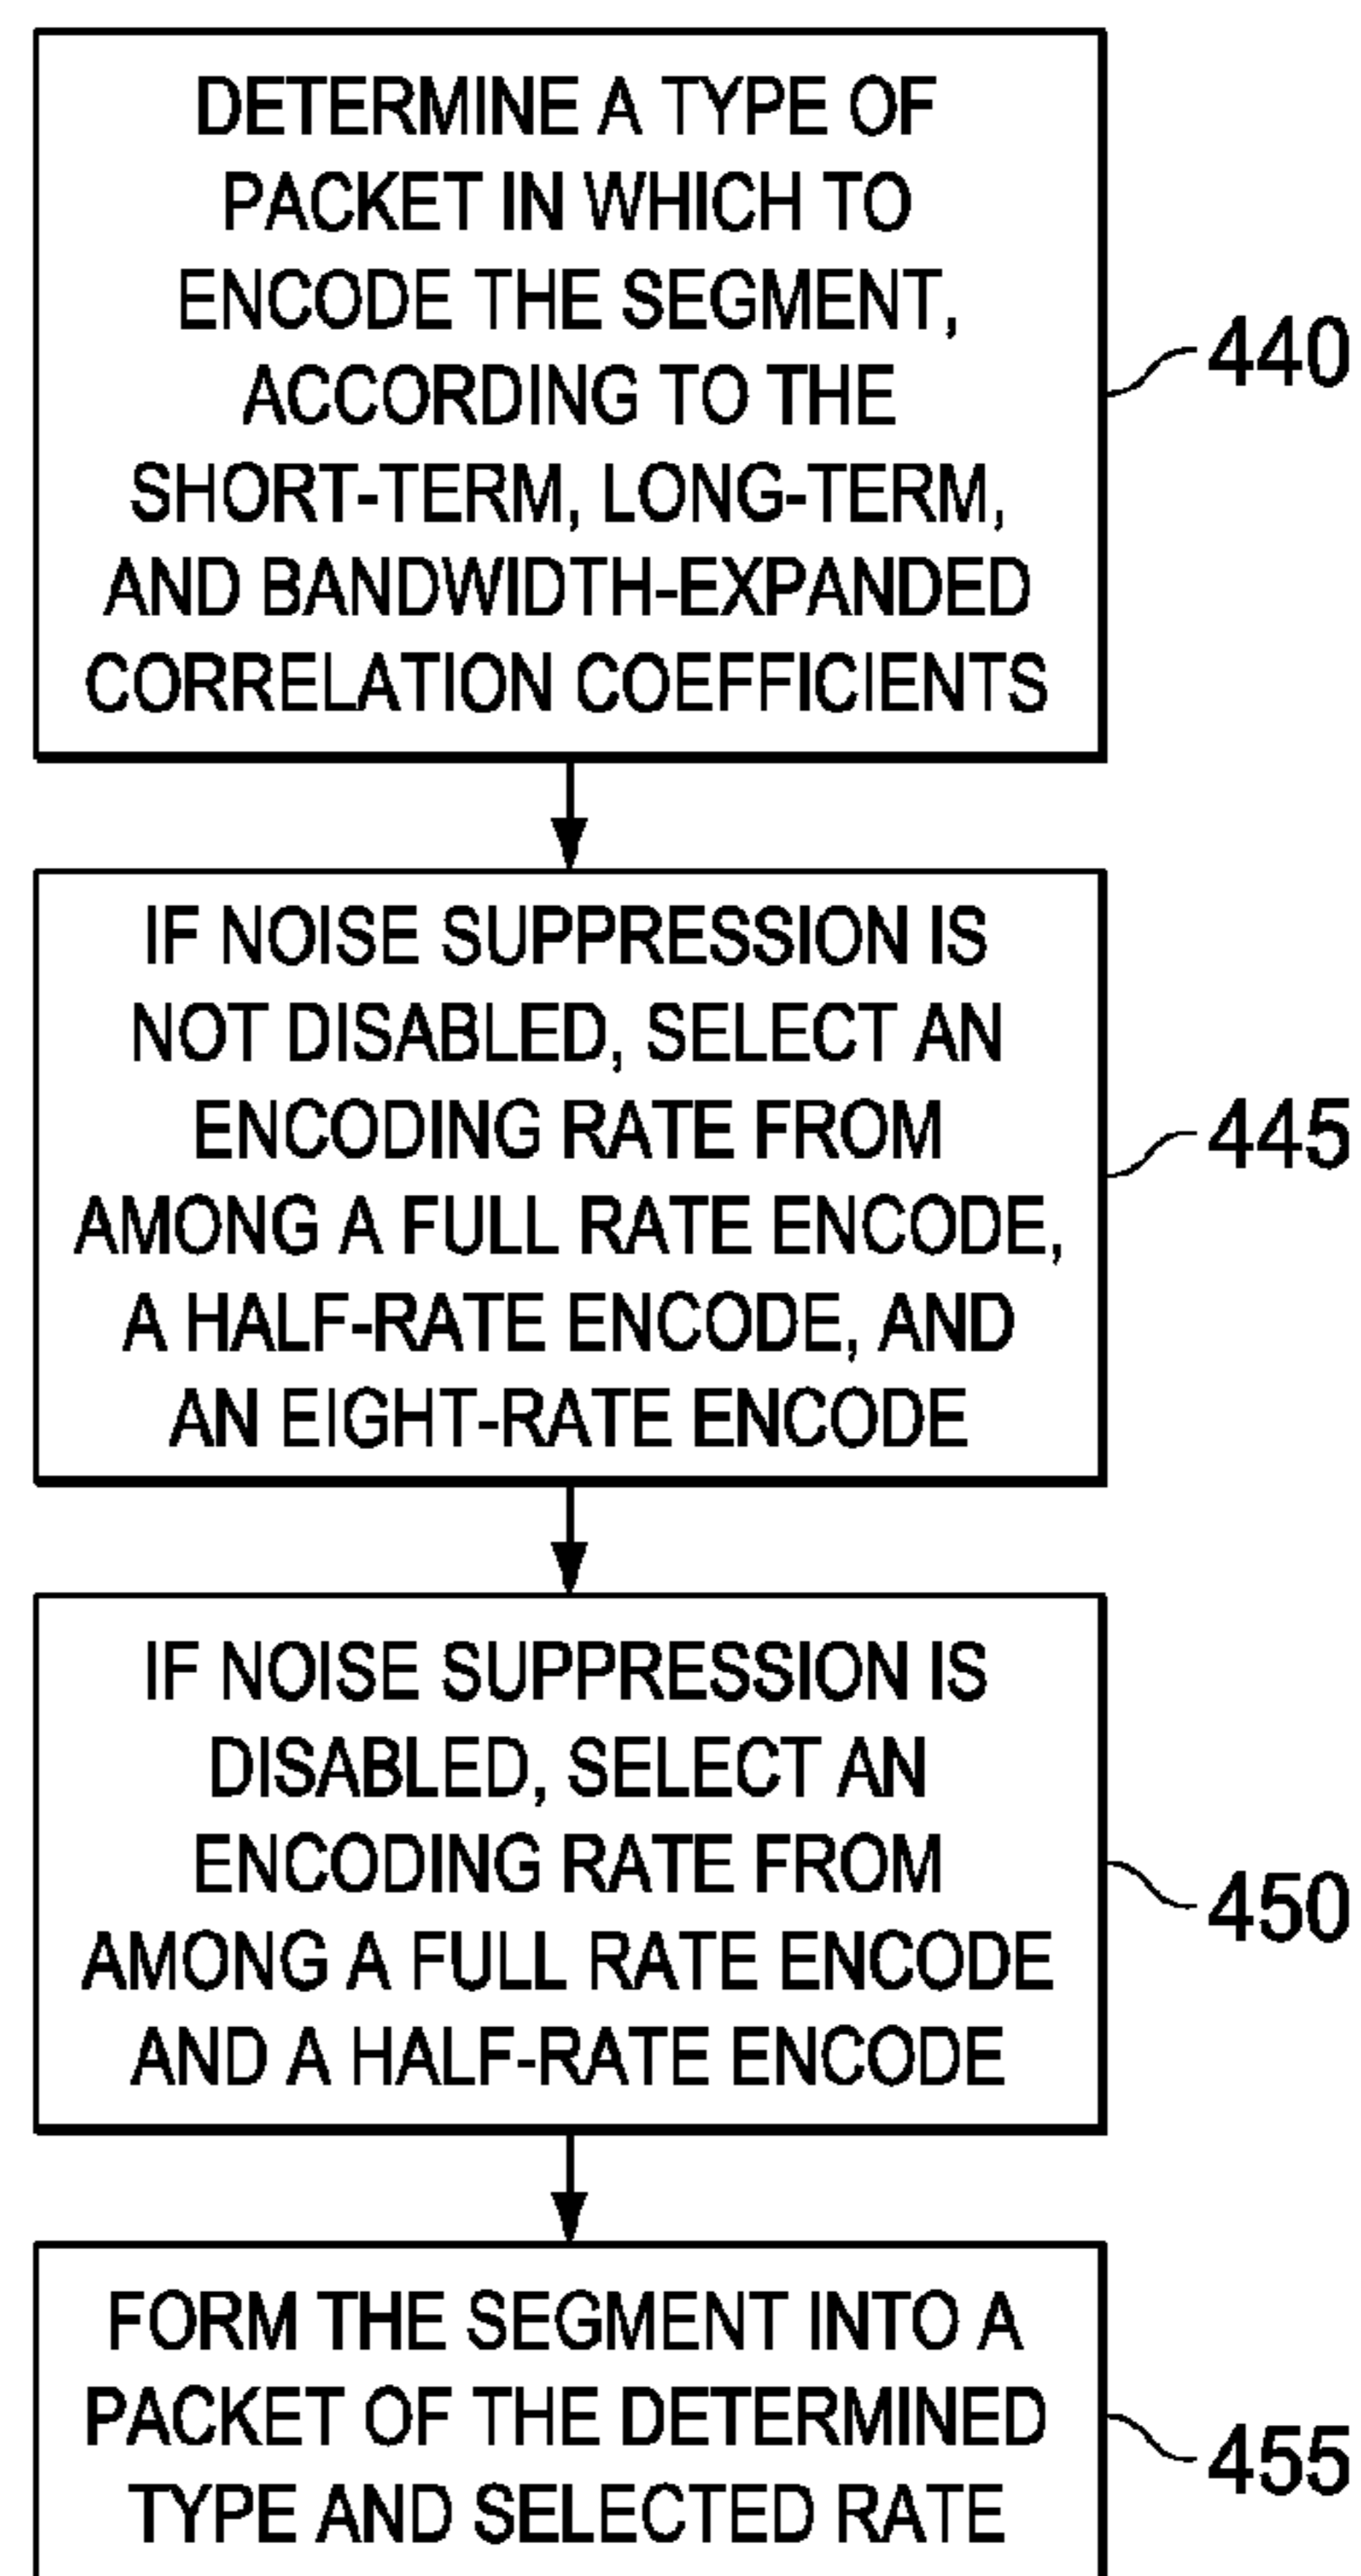 DETERMINE A TYPE OF
PACKET IN WHICH TO
ENCODE THE SEGMENT,
ACCORDING TO THE
SHORT-TERM, LONG-TERM,
AND BANDWIDTH-EXPANDED
CORRELATION COEFFICIENTS
440
IF NOISE SUPPRESSION IS
NOT DISABLED, SELECT AN
ENCODING RATE FROM
AMONG A FULL RATE ENCODE,
A HALF-RATE ENCODE, AND
AN EIGHT-RATE ENCODE
445
IF NOISE SUPPRESSION IS
DISABLED, SELECT AN
ENCODING RATE FROM
AMONG A FULL RATE ENCODE
AND A HALF-RATE ENCODE
450
FORM THE SEGMENT INTO A
PACKET OF THE DETERMINED
TYPE AND SELECTED RATE
455